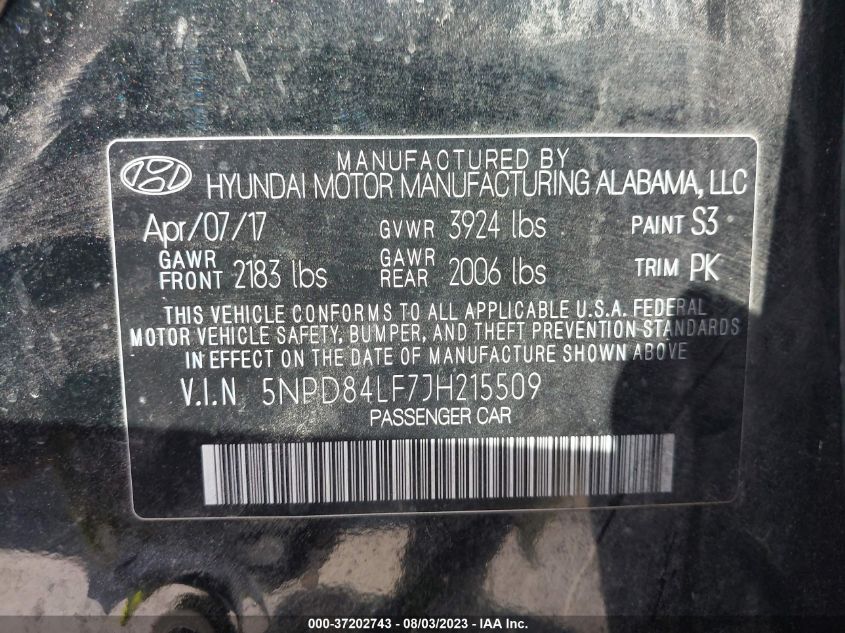 MANUFACTURED BY
HYUNDAI MOTOR MANUFACTURING ALABAMA, LLC
Apr/07/17 GVWR 3924 lbs PAINT S3
GAWR FRONT 2183 lbs GAWR REAR 2006 lbs TRIM PK
THIS VEHICLE CONFORMS TO ALL APPLICABLE U.S.A. FEDERAL
MOTOR VEHICLE SAFETY, BUMPER, AND THEFT PREVENTION STANDARDS
IN EFFECT ON THE DATE OF MANUFACTURE SHOWN ABOVE
V.I.N 5NPD84LF7JH215509
PASSENGER CAR
000-37202743 - 08/03/2023 - IAA Inc.